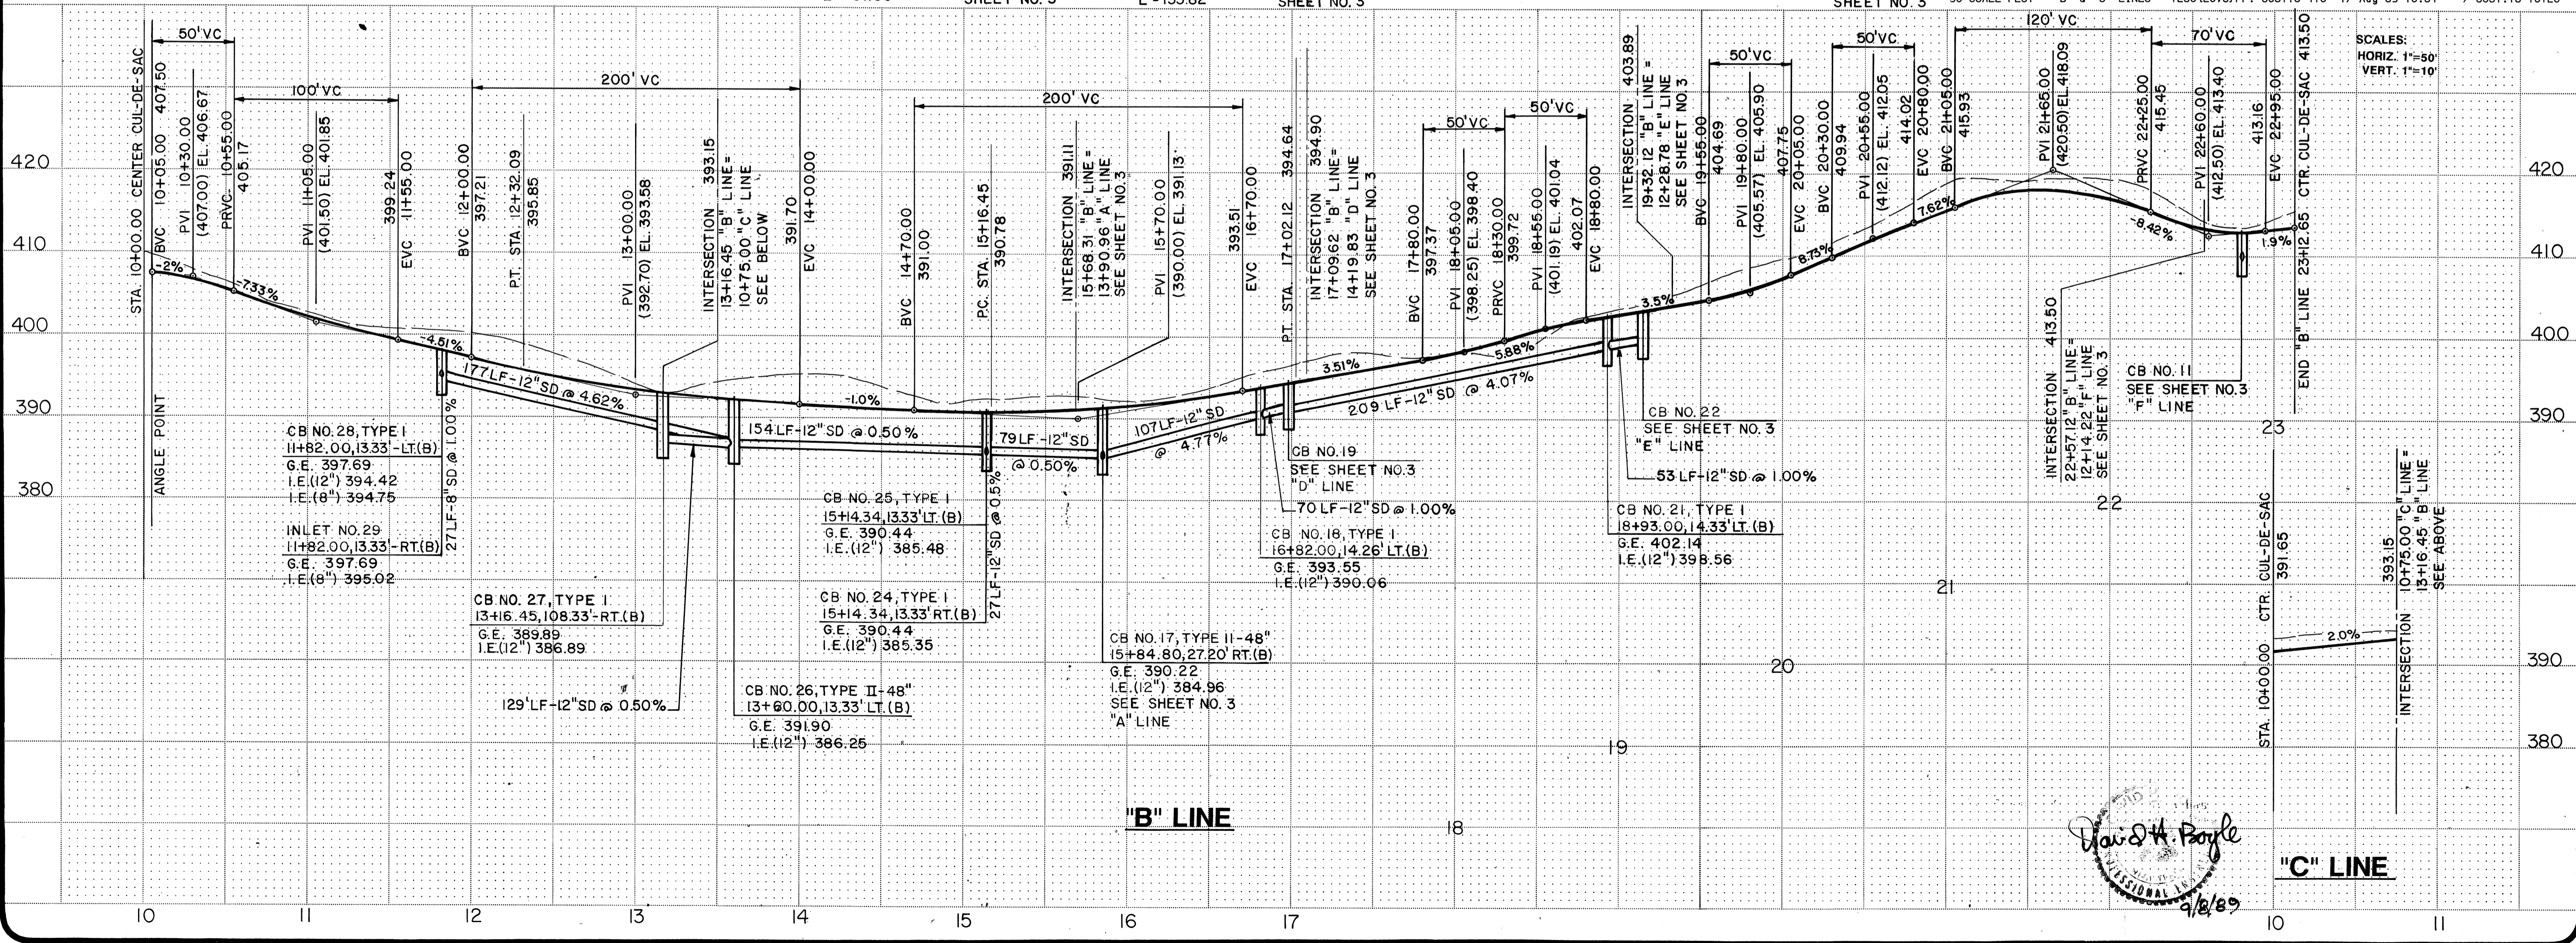 SHEET NO. 3
SHEET NO. 3
SHEET NO. 3
STA. 10+00.00 CENTER CUL-DE-SAC
50' VC
BVC 10+05.00 407.50
PVI 10+30.00
(407.00) EL. 406.67
PRVC 10+55.00
405.17
100' VC
PVI 11+05.00
(401.50) EL. 401.85
399.24
EVC 11+55.00
200' VC
BVC 12+00.00
397.21
P.T. STA. 12+32.09
395.85
PVI 13+00.00
(392.70) EL. 393.58
INTERSECTION 393.15
13+16.45 "B" LINE =
10+75.00 "C" LINE
SEE BELOW
391.70
EVC 14+00.00
200' VC
BVC 14+70.00
391.00
P.C. STA. 15+16.45
390.78
INTERSECTION 391.11
15+68.31 "B" LINE =
13+90.96 "A" LINE
SEE SHEET NO. 3
PVI 15+70.00
(390.00) EL. 391.13
393.51
EVC 16+70.00
P.T. STA. 17+02.12 394.64
INTERSECTION 394.90
17+09.62 "B" LINE =
14+19.83 "D" LINE
SEE SHEET NO. 3
50' VC
BVC 17+80.00
397.37
PVI 18+05.00
(398.25) EL. 398.40
50' VC
PRVC 18+30.00
399.72
PVI 18+55.00
(401.19) EL. 401.04
402.07
EVC 18+80.00
INTERSECTION 403.89
19+32.12 "B" LINE =
12+28.78 "E" LINE
SEE SHEET NO. 3
50' VC
BVC 19+55.00
404.69
PVI 19+80.00
(405.57) EL. 405.90
407.75
EVC 20+05.00
50' VC
BVC 20+30.00
409.94
PVI 20+55.00
(412.12) EL. 412.05
414.02
EVC 20+80.00
120' VC
BVC 21+05.00
415.93
PVI 21+65.00
(420.50) EL. 418.09
PRVC 22+25.00
415.45
70' VC
PVI 22+60.00
(412.50) EL. 413.40
413.16
EVC 22+95.00
END "B" LINE 23+12.65 CTR. CUL-DE-SAC 413.50
SCALES:
HORIZ. 1"=50'
VERT. 1"=10'
420
410
400
390
380
420
410
400
390
380
-2%
-7.33%
-4.51%
-1.0%
3.51%
5.88%
3.5%
8.73%
7.62%
-8.42%
1.9%
177 LF-12"SD @ 4.62%
154 LF-12"SD @ 0.50%
79 LF-12"SD
@ 0.50%
107 LF-12"SD
@ 4.77%
209 LF-12"SD @ 4.07%
ANGLE POINT
CB NO. 28, TYPE I
11+82.00, 13.33'-LT.(B)
G.E. 397.69
I.E.(12") 394.42
I.E.(8") 394.75
INLET NO. 29
11+82.00, 13.33'-RT.(B)
G.E. 397.69
I.E.(8") 395.02
27 LF-8"SD @ 1.00%
CB NO. 27, TYPE I
13+16.45, 108.33'-RT.(B)
G.E. 389.89
I.E.(12") 386.89
129' LF-12"SD @ 0.50%
CB NO. 26, TYPE II-48"
13+60.00, 13.33' LT.(B)
G.E. 391.90
I.E.(12") 386.25
CB NO. 25, TYPE I
15+14.34, 13.33' LT.(B)
G.E. 390.44
I.E.(12") 385.48
CB NO. 24, TYPE I
15+14.34, 13.33' RT.(B)
G.E. 390.44
I.E.(12") 385.35
27 LF-12"SD @ 0.5%
CB NO. 17, TYPE II-48"
15+84.80, 27.20' RT.(B)
G.E. 390.22
I.E.(12") 384.96
SEE SHEET NO. 3
"A" LINE
CB NO. 19
SEE SHEET NO. 3
"D" LINE
70 LF-12"SD @ 1.00%
CB NO. 18, TYPE I
16+82.00, 14.26' LT.(B)
G.E. 393.55
I.E.(12") 390.06
CB NO. 22
SEE SHEET NO. 3
"E" LINE
53 LF-12"SD @ 1.00%
CB NO. 21, TYPE I
18+93.00, 14.33' LT.(B)
G.E. 402.14
I.E.(12") 398.56
INTERSECTION 413.50
22+57.12 "B" LINE =
12+14.22 "F" LINE
SEE SHEET NO. 3
CB NO. 11
SEE SHEET NO. 3
"F" LINE
23
22
21
20
19
18
STA. 10+00.00 CTR. CUL-DE-SAC
391.65
393.15
INTERSECTION 10+75.00 "C" LINE =
13+16.45 "B" LINE
SEE ABOVE
2.0%
390
"B" LINE
David H. Boyle
9/8/89
"C" LINE
10
11
12
13
14
15
16
17
10
11